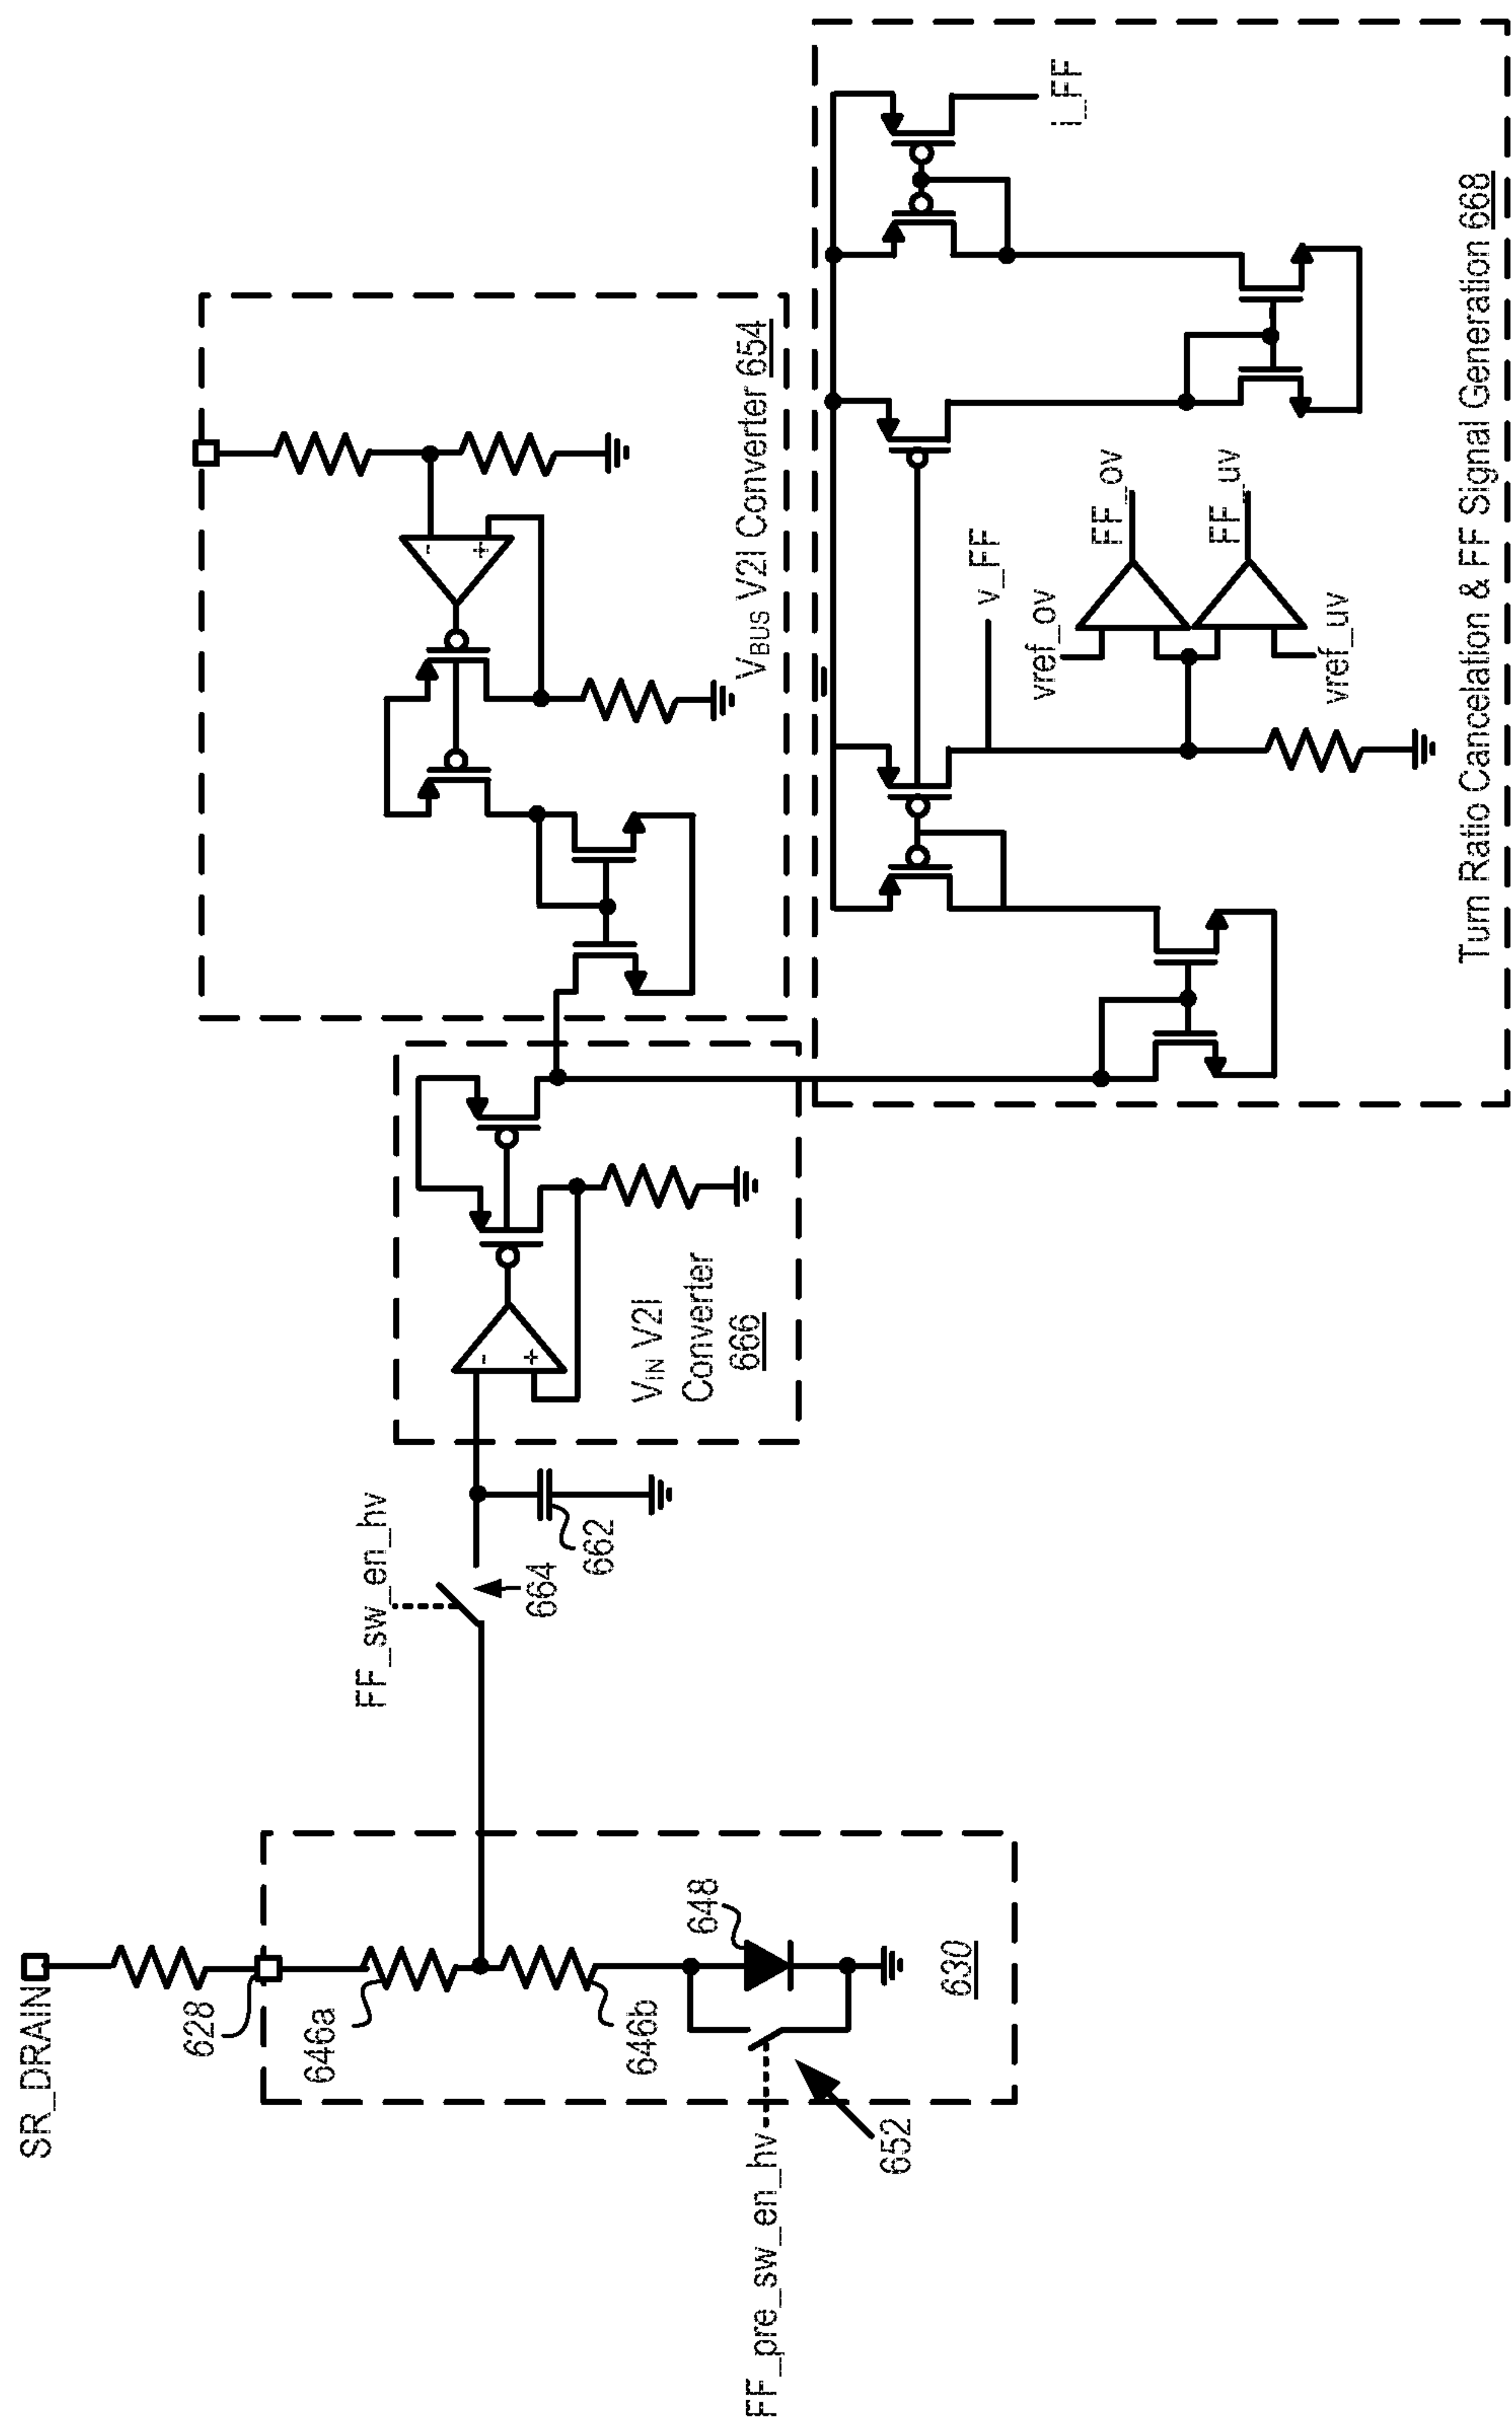 SR_DRAIN
628
646a
646b
648
630
652
FF_pre_sw_en_hv
FF_sw_en_hv
664
662
-
+
VIN V2I
Converter
666
-
+
VBUS V2I Converter 654
I_FF
v_FF
vref_ov
FF_ov
FF_uv
vref_uv
Turn Ratio Cancelation & FF Signal Generation 668